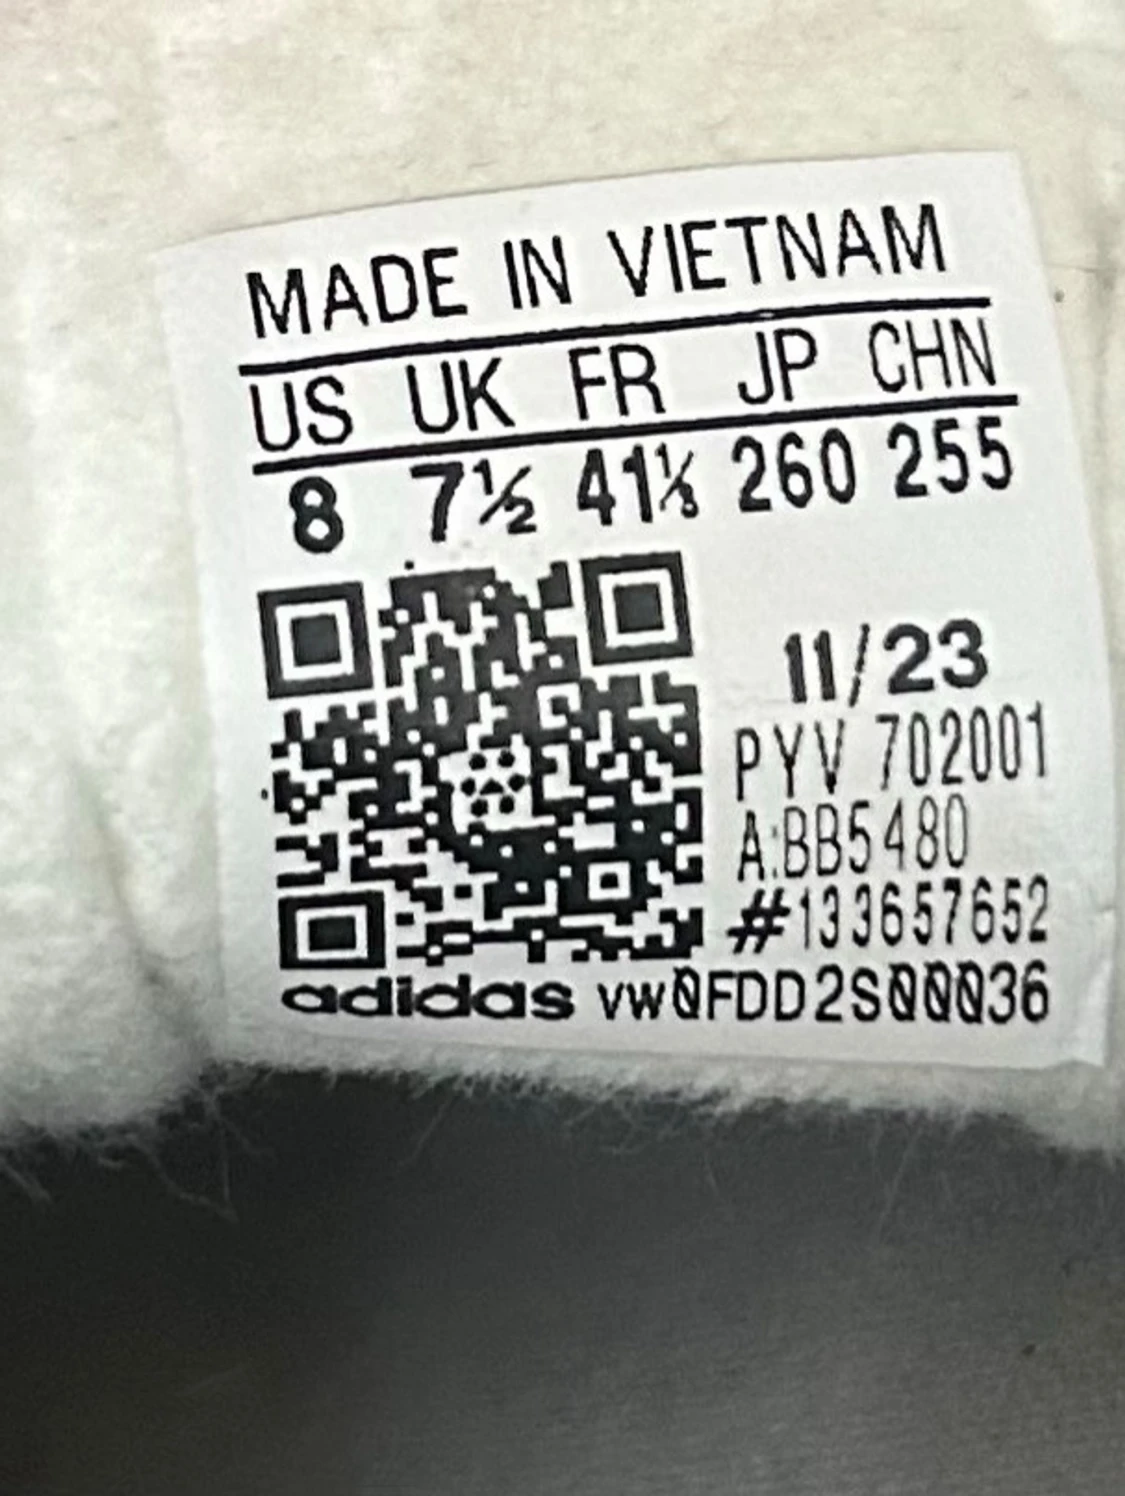 MADE IN VIETNAM
US UK FR JP CHN
8 7½ 41⅓ 260 255
11/23
PYV 702001
A:BB5480
#133657652
adidas vw0FDD2S00036